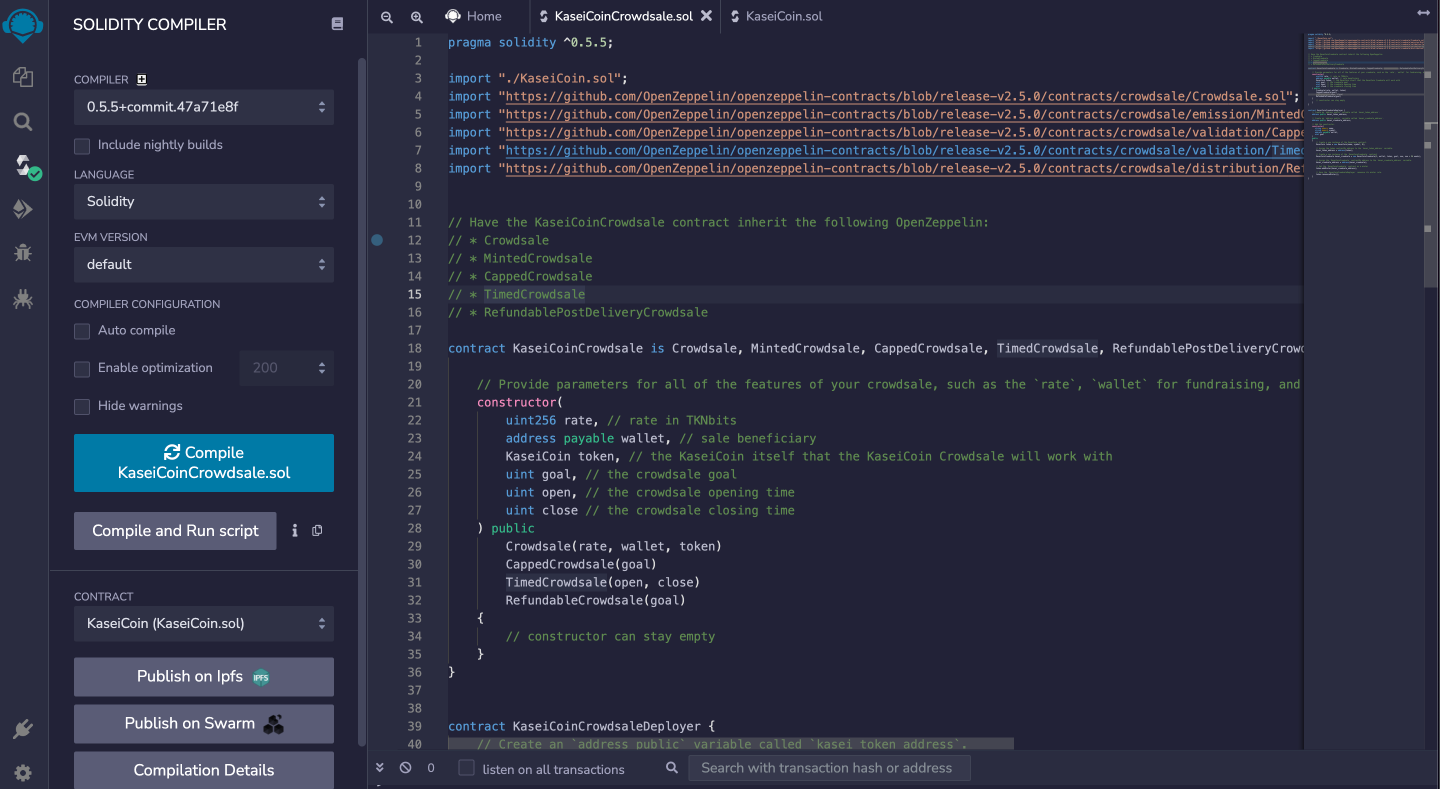 SOLIDITY COMPILER
COMPILER
0.5.5+commit.47a71e8f
Include nightly builds
LANGUAGE
Solidity
EVM VERSION
default
COMPILER CONFIGURATION
Auto compile
Enable optimization
200
Hide warnings
Compile
KaseiCoinCrowdsale.sol
Compile and Run script
CONTRACT
KaseiCoin (KaseiCoin.sol)
Publish on Ipfs IPFS
Publish on Swarm
Compilation Details
Home KaseiCoinCrowdsale.sol KaseiCoin.sol
1 pragma solidity ^0.5.5;
2
3 import "./KaseiCoin.sol";
4 import "https://github.com/OpenZeppelin/openzeppelin-contracts/blob/release-v2.5.0/contracts/crowdsale/Crowdsale.sol";
5 import "https://github.com/OpenZeppelin/openzeppelin-contracts/blob/release-v2.5.0/contracts/crowdsale/emission/Minted
6 import "https://github.com/OpenZeppelin/openzeppelin-contracts/blob/release-v2.5.0/contracts/crowdsale/validation/Cappe
7 import "https://github.com/OpenZeppelin/openzeppelin-contracts/blob/release-v2.5.0/contracts/crowdsale/validation/Timed
8 import "https://github.com/OpenZeppelin/openzeppelin-contracts/blob/release-v2.5.0/contracts/crowdsale/distribution/Ref
9
10
11 // Have the KaseiCoinCrowdsale contract inherit the following OpenZeppelin:
12 // * Crowdsale
13 // * MintedCrowdsale
14 // * CappedCrowdsale
15 // * TimedCrowdsale
16 // * RefundablePostDeliveryCrowdsale
17
18 contract KaseiCoinCrowdsale is Crowdsale, MintedCrowdsale, CappedCrowdsale, TimedCrowdsale, RefundablePostDeliveryCrowd
19
20 // Provide parameters for all of the features of your crowdsale, such as the `rate`, `wallet` for fundraising, and
21 constructor(
22 uint256 rate, // rate in TKNbits
23 address payable wallet, // sale beneficiary
24 KaseiCoin token, // the KaseiCoin itself that the KaseiCoin Crowdsale will work with
25 uint goal, // the crowdsale goal
26 uint open, // the crowdsale opening time
27 uint close // the crowdsale closing time
28 ) public
29 Crowdsale(rate, wallet, token)
30 CappedCrowdsale(goal)
31 TimedCrowdsale(open, close)
32 RefundableCrowdsale(goal)
33 {
34 // constructor can stay empty
35 }
36 }
37
38
39 contract KaseiCoinCrowdsaleDeployer {
40 // Create an `address public` variable called `kasei_token_address`.
0 listen on all transactions Search with transaction hash or address